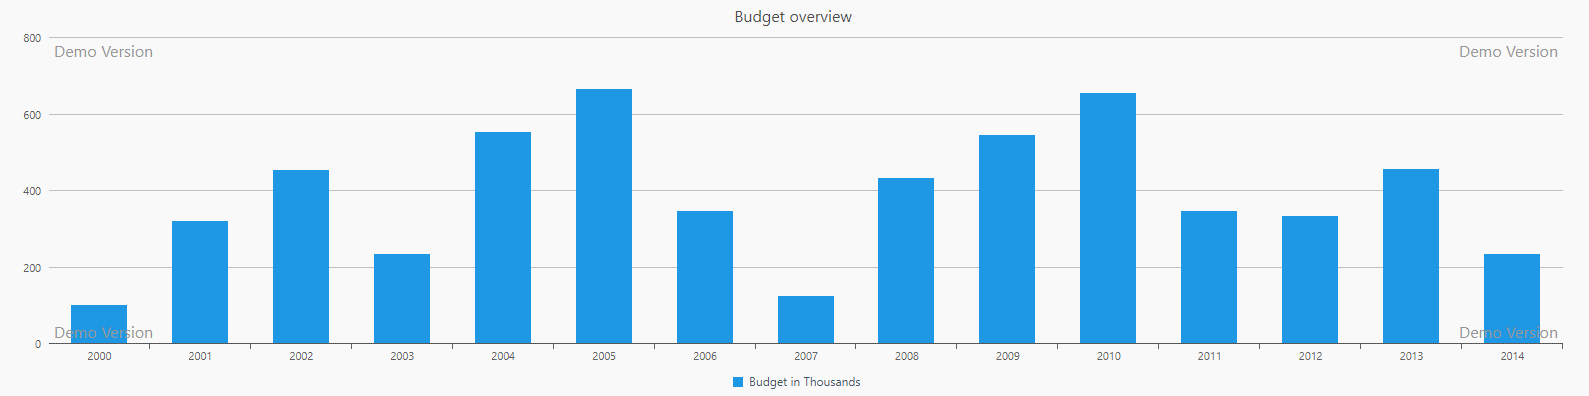 Budget overview
800
Demo Version
Demo Version
600
400
200
Demo Version
Demo Version
0
2000 2001 2002 2003 2004 2005 2006 2007 2008 2009 2010 2011 2012 2013 2014
Budget in Thousands